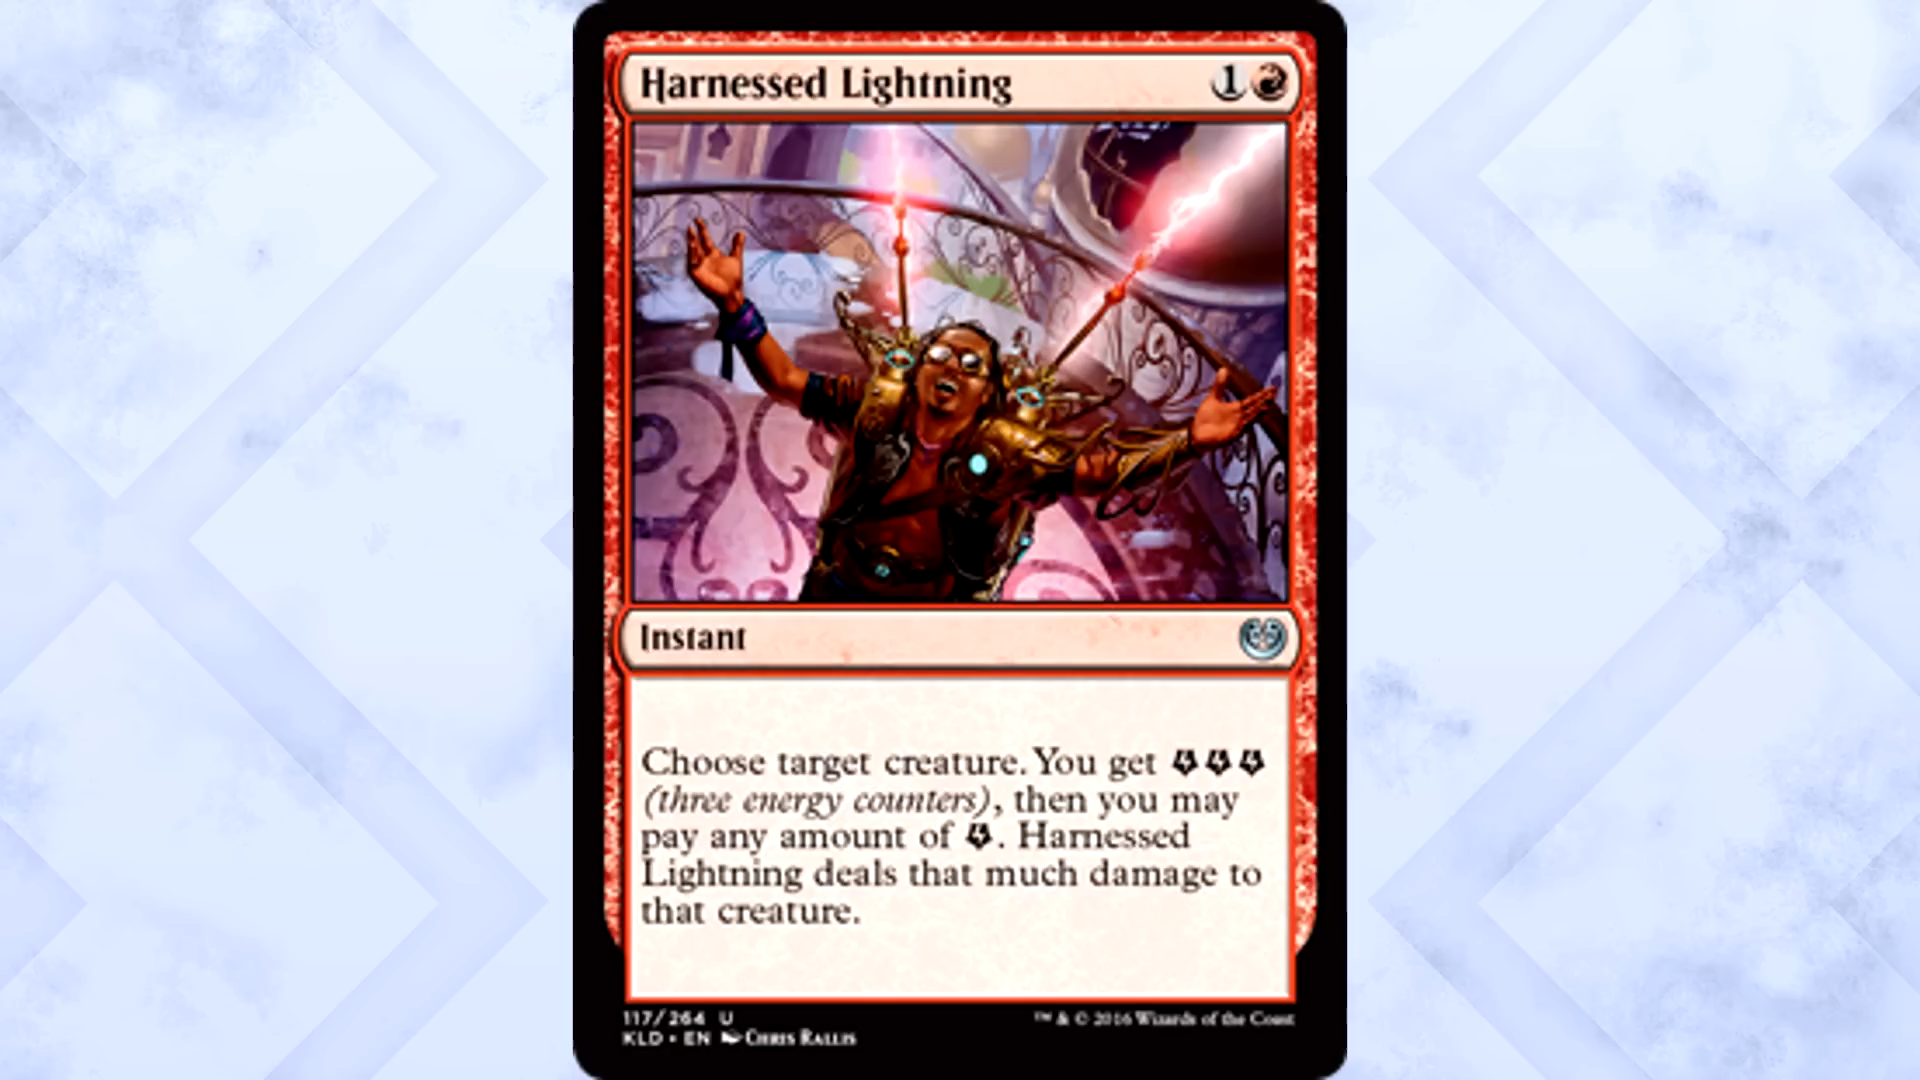 Harnessed Lightning 1
Instant
Choose target creature. You get
(three energy counters), then you may
pay any amount of . Harnessed
Lightning deals that much damage to
that creature.
117/264 U
™ & © 2016 Wizards of the Coast
KLD • EN Chris Rallis